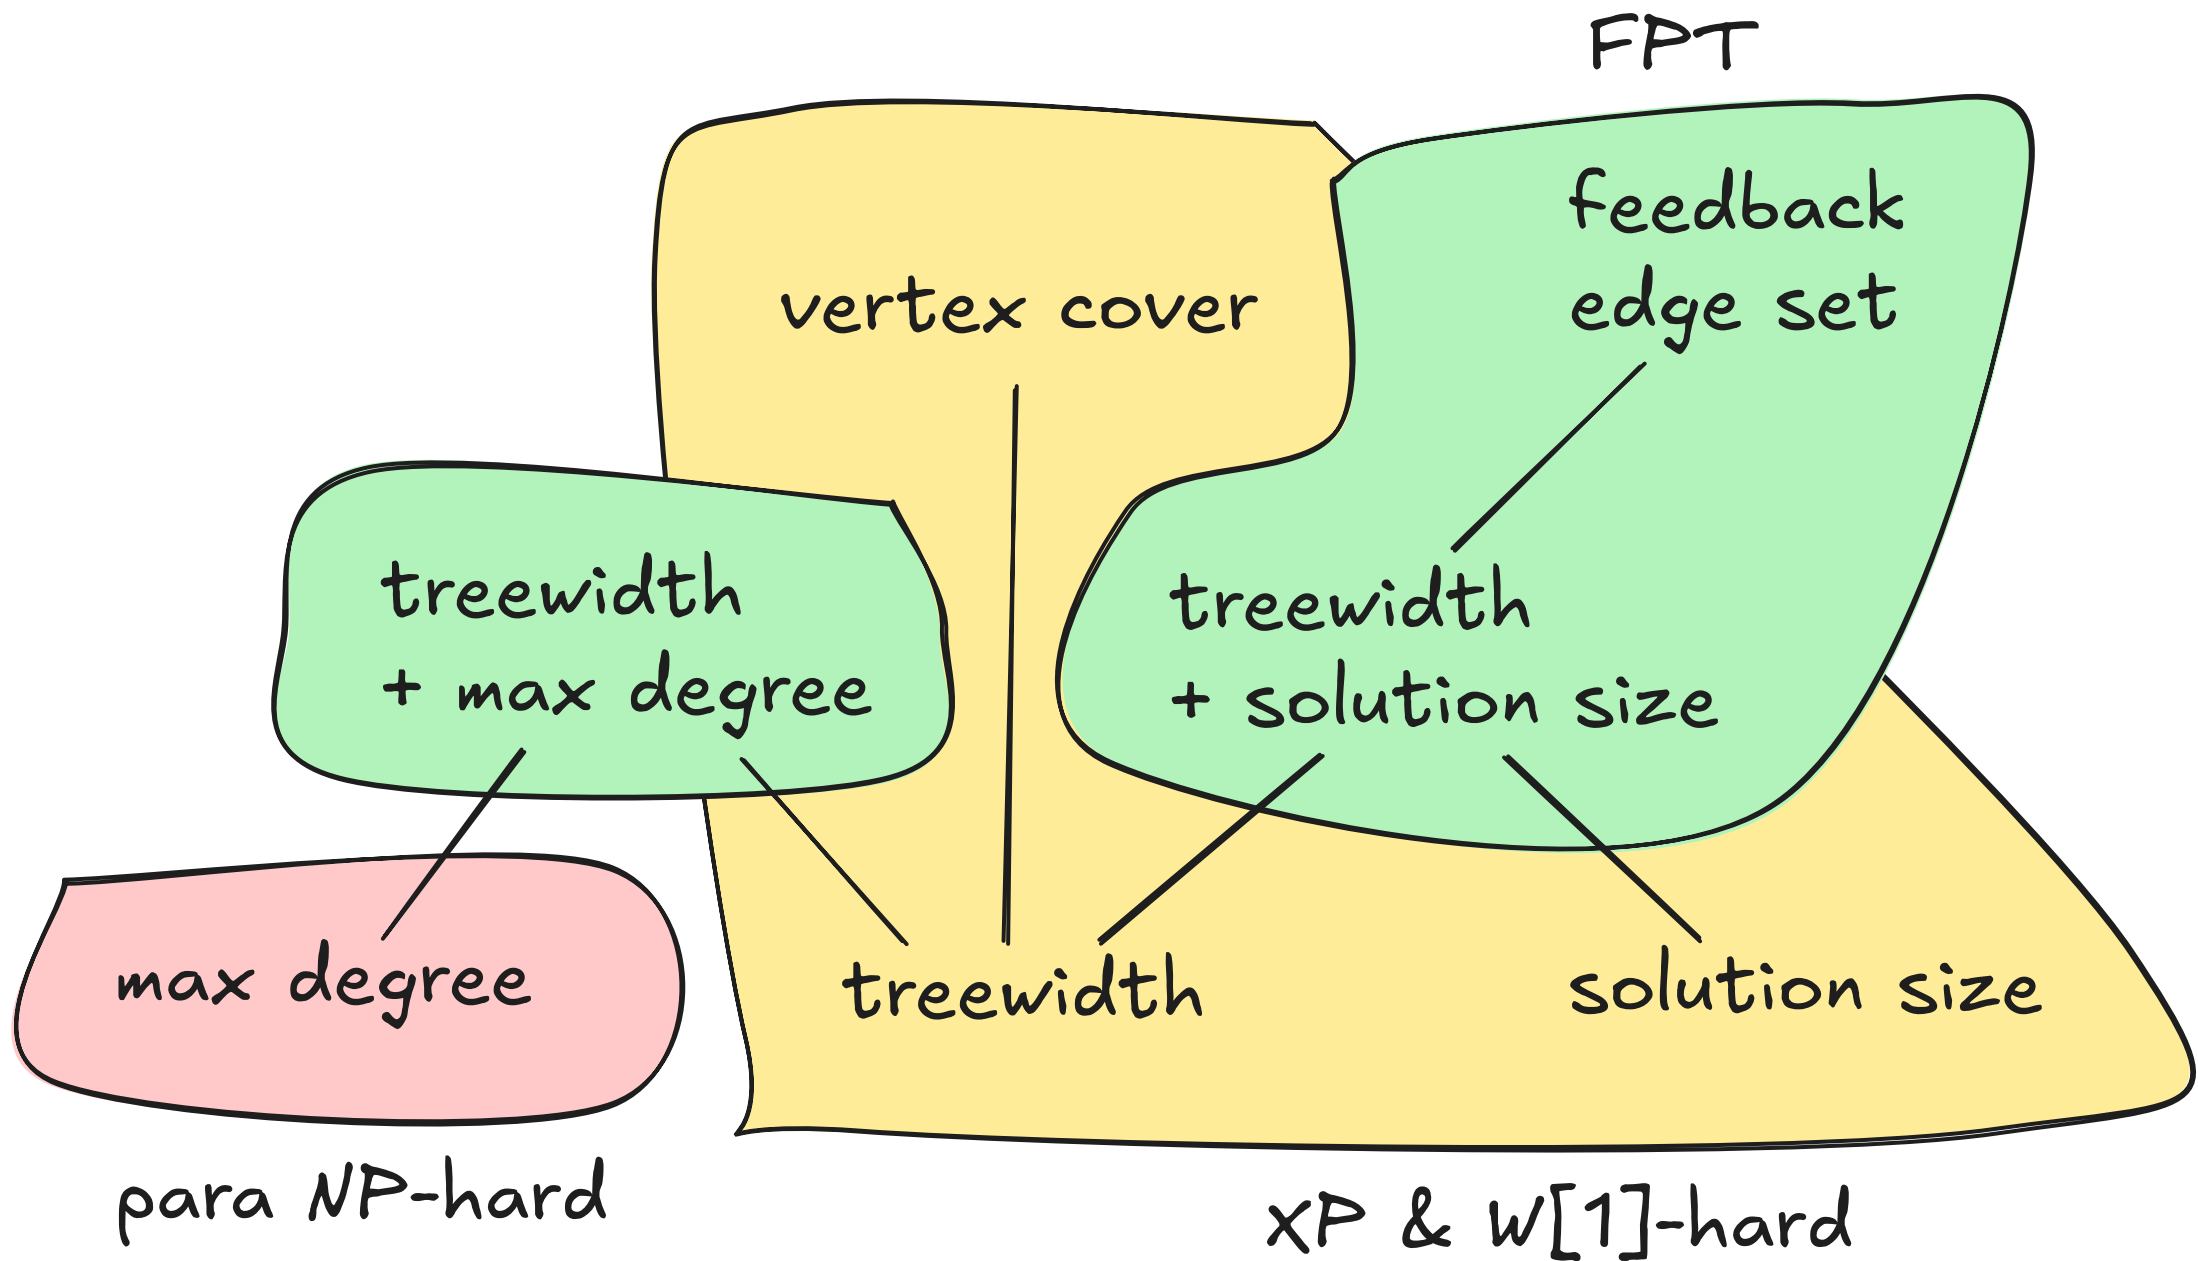 FPT
feedback
edge set
vertex cover
treewidth
+ max degree
treewidth
+ solution size
max degree
treewidth
solution size
para NP-hard
XP & W[1]-hard